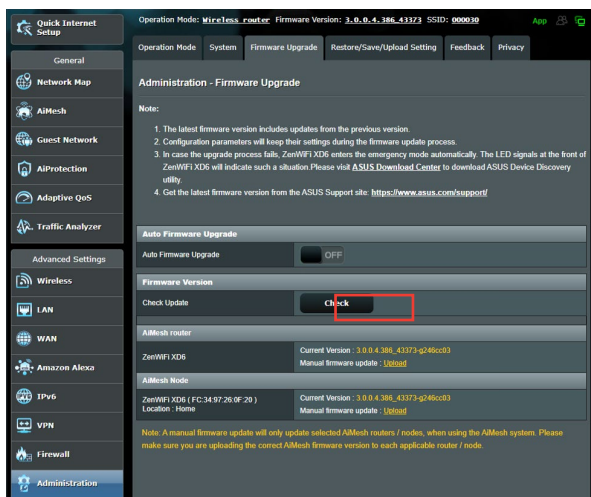 Quick Internet
Setup
Operation Mode: Wireless router Firmware Version: 3.0.0.4.386_43373 SSID: 000030 App
Operation Mode System Firmware Upgrade Restore/Save/Upload Setting Feedback Privacy
General
Network Map
AiMesh
Guest Network
AiProtection
Adaptive QoS
Traffic Analyzer
Advanced Settings
Wireless
LAN
WAN
Amazon Alexa
IPv6
VPN
Firewall
Administration
Administration - Firmware Upgrade
Note:
1. The latest firmware version includes updates from the previous version.
2. Configuration parameters will keep their settings during the firmware update process.
3. In case the upgrade process fails, ZenWiFi XD6 enters the emergency mode automatically. The LED signals at the front of
ZenWiFi XD6 will indicate such a situation.Please visit ASUS Download Center to download ASUS Device Discovery
utility.
4. Get the latest firmware version from the ASUS Support site: https://www.asus.com/support/
Auto Firmware Upgrade
Auto Firmware Upgrade OFF
Firmware Version
Check Update Check
AiMesh router
ZenWiFi XD6
Current Version : 3.0.0.4.386_43373-g246cc03
Manual firmware update : Upload
AiMesh Node
ZenWiFi XD6 ( FC:34:97:26:0F:20 )
Location : Home
Current Version : 3.0.0.4.386_43373-g246cc03
Manual firmware update : Upload
Note: A manual firmware update will only update selected AiMesh routers / nodes, when using the AiMesh system. Please
make sure you are uploading the correct AiMesh firmware version to each applicable router / node.